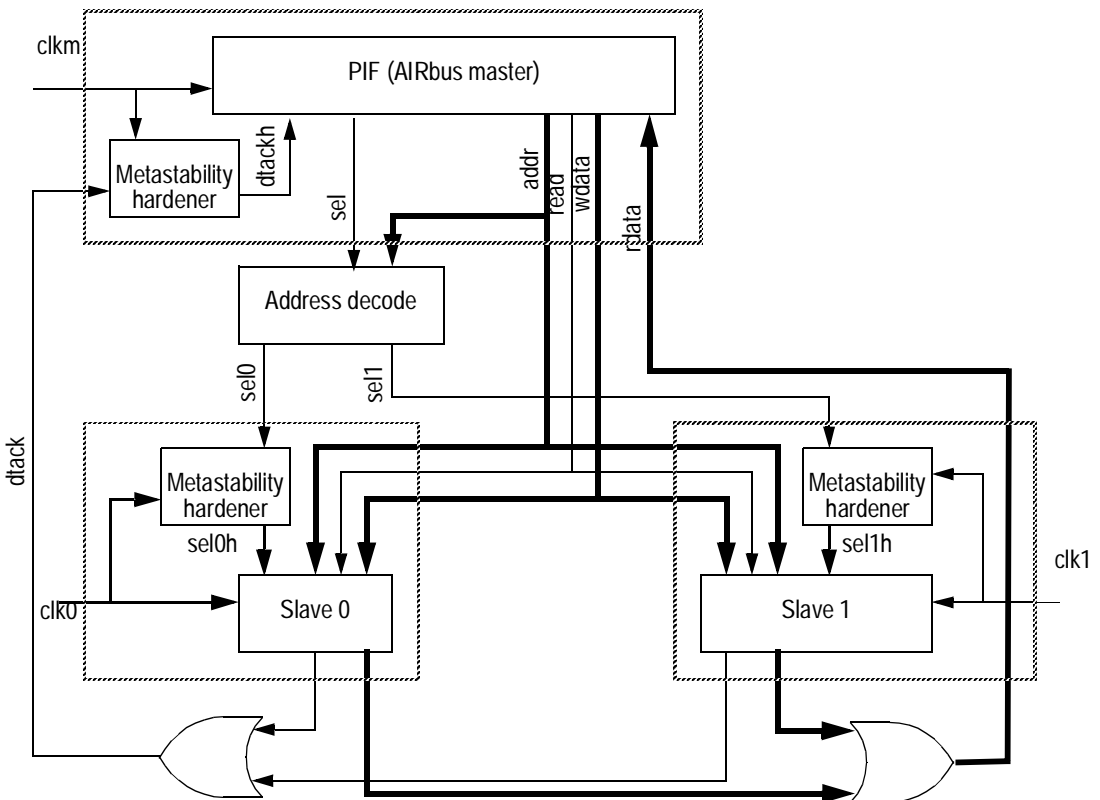 clkm
PIF (AIRbus master)
Metastability
hardener
dtackh
sel
addr
read
wdata
rdata
Address decode
sel0
sel1
dtack
Metastability
hardener
sel0h
clk0
Slave 0
Metastability
hardener
sel1h
clk1
Slave 1